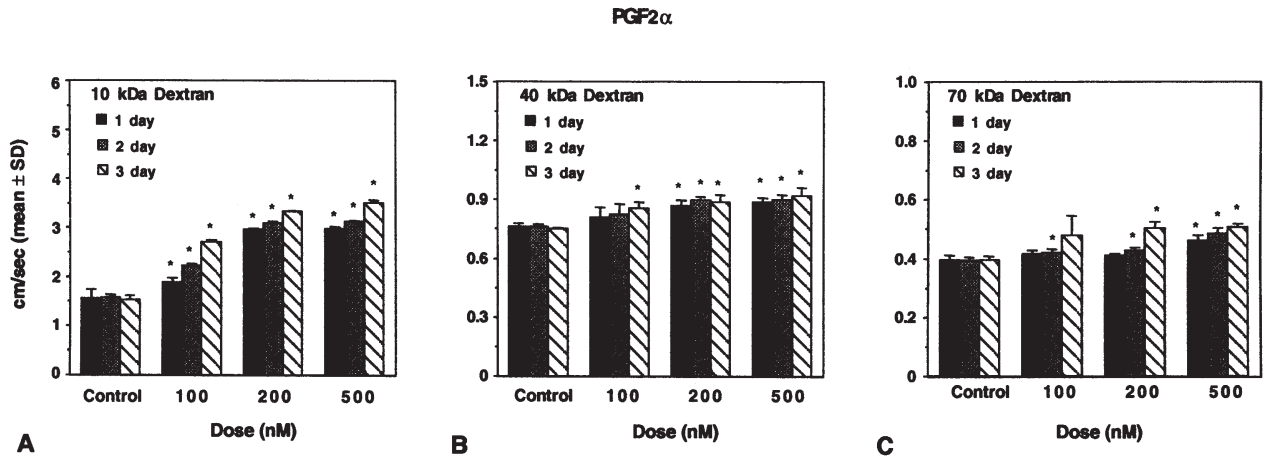 PGF2α
cm/sec (mean ± SD)
6
5
4
3
2
1
0
10 kDa Dextran
1 day
2 day
3 day
* * *
* * *
* * *
Control 100 200 500
Dose (nM)
A
1.5
1.2
0.9
0.6
0.3
0
40 kDa Dextran
1 day
2 day
3 day
*
* * *
* * *
Control 100 200 500
Dose (nM)
B
1.0
0.8
0.6
0.4
0.2
0
70 kDa Dextran
1 day
2 day
3 day
*
* *
* * *
Control 100 200 500
Dose (nM)
C